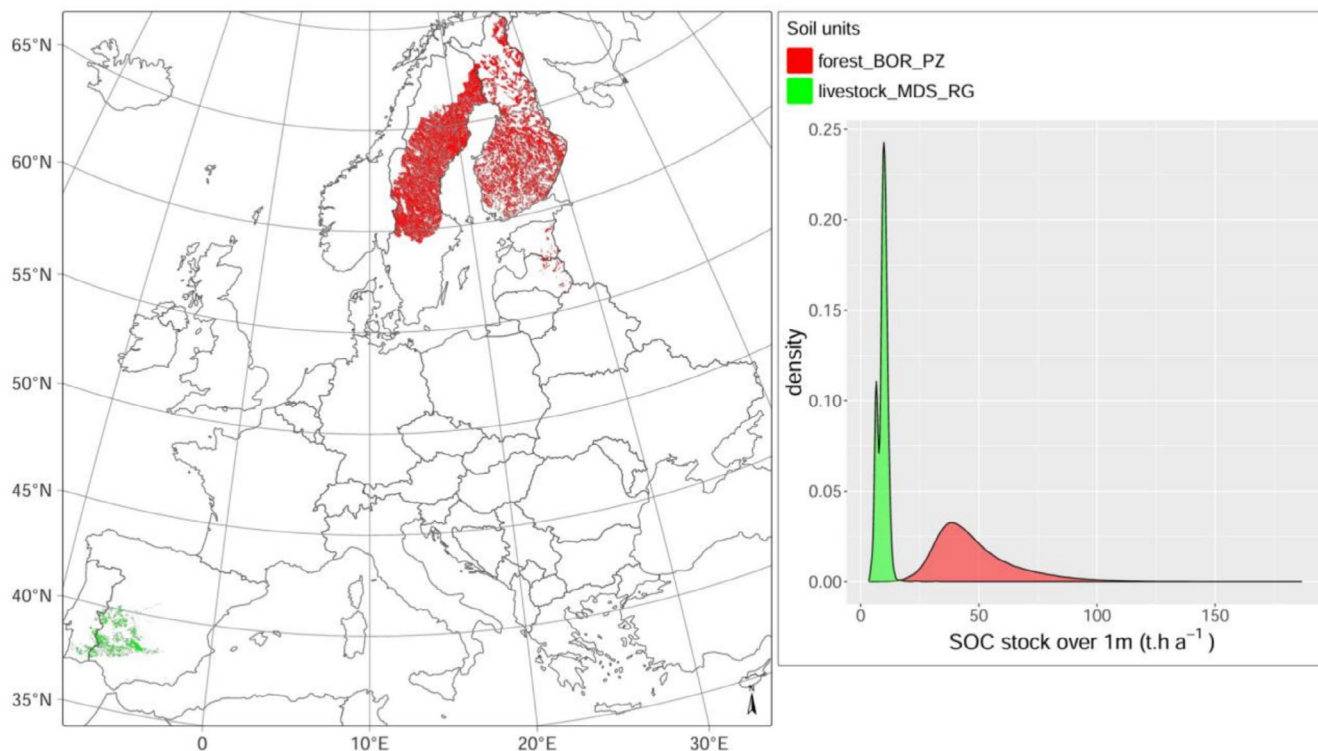 65°N
60°N
55°N
50°N
45°N
40°N
35°N
0
10°E
20°E
30°E
N
Soil units
forest_BOR_PZ
livestock_MDS_RG
0.25
0.20
0.15
0.10
0.05
0.00
density
0
50
100
150
SOC stock over 1m (t.h a⁻¹ )